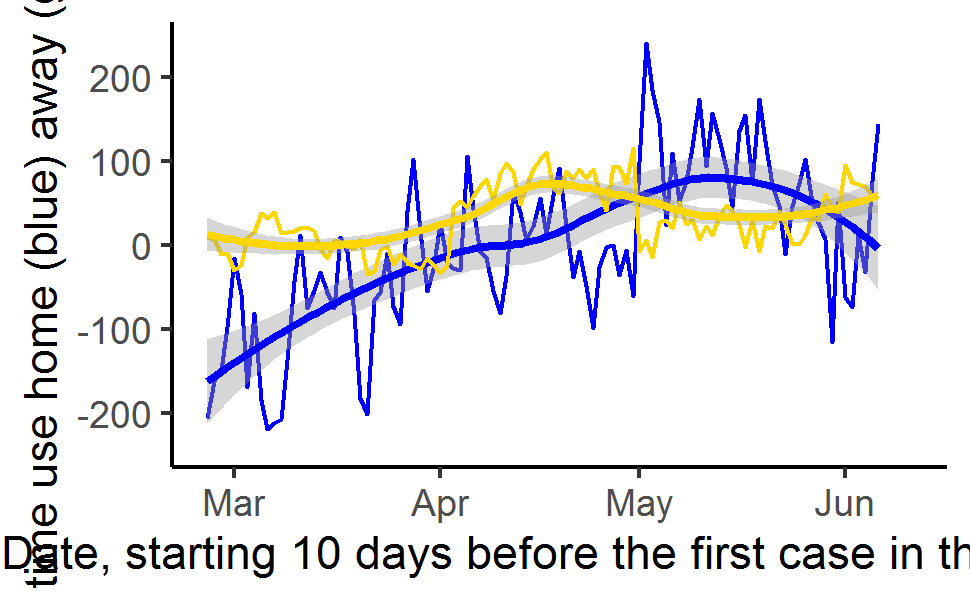 time use home (blue) away (
200
100
0
-100
-200
Mar Apr May Jun
Date, starting 10 days before the first case in th